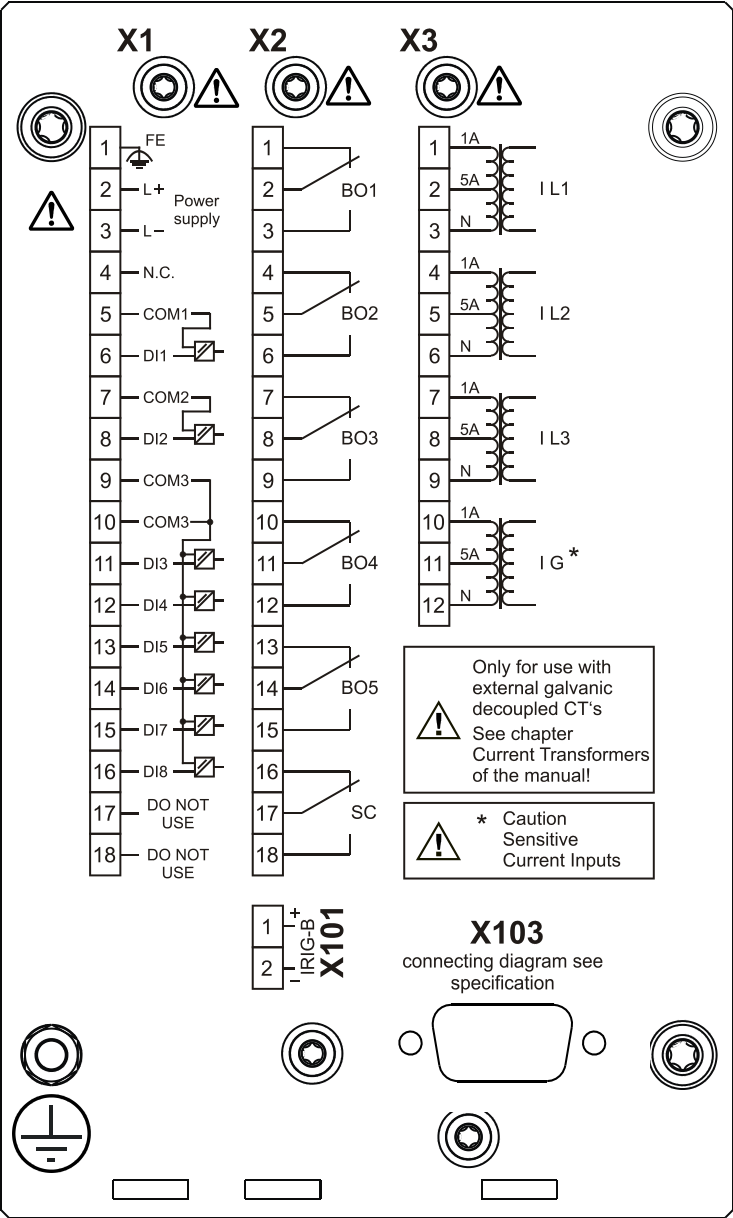 X1
1 FE
2 L+
Power
supply
3 L–
4 N.C.
5 COM1
6 DI1
7 COM2
8 DI2
9 COM3
10 COM3
11 DI3
12 DI4
13 DI5
14 DI6
15 DI7
16 DI8
17 DO NOT
USE
18 DO NOT
USE
X2
1
2 BO1
3
4
5 BO2
6
7
8 BO3
9
10
11 BO4
12
13
14 BO5
15
16
17 SC
18
X3
1 1A
2 5A I L1
3 N
4 1A
5 5A I L2
6 N
7 1A
8 5A I L3
9 N
10 1A
11 5A I G*
12 N
!
!
!
!
! Only for use with
external galvanic
decoupled CT‘s
See chapter
Current Transformers
of the manual!
! * Caution
Sensitive
Current Inputs
1 +
2 –
IRIG-B
X101
X103
connecting diagram see
specification